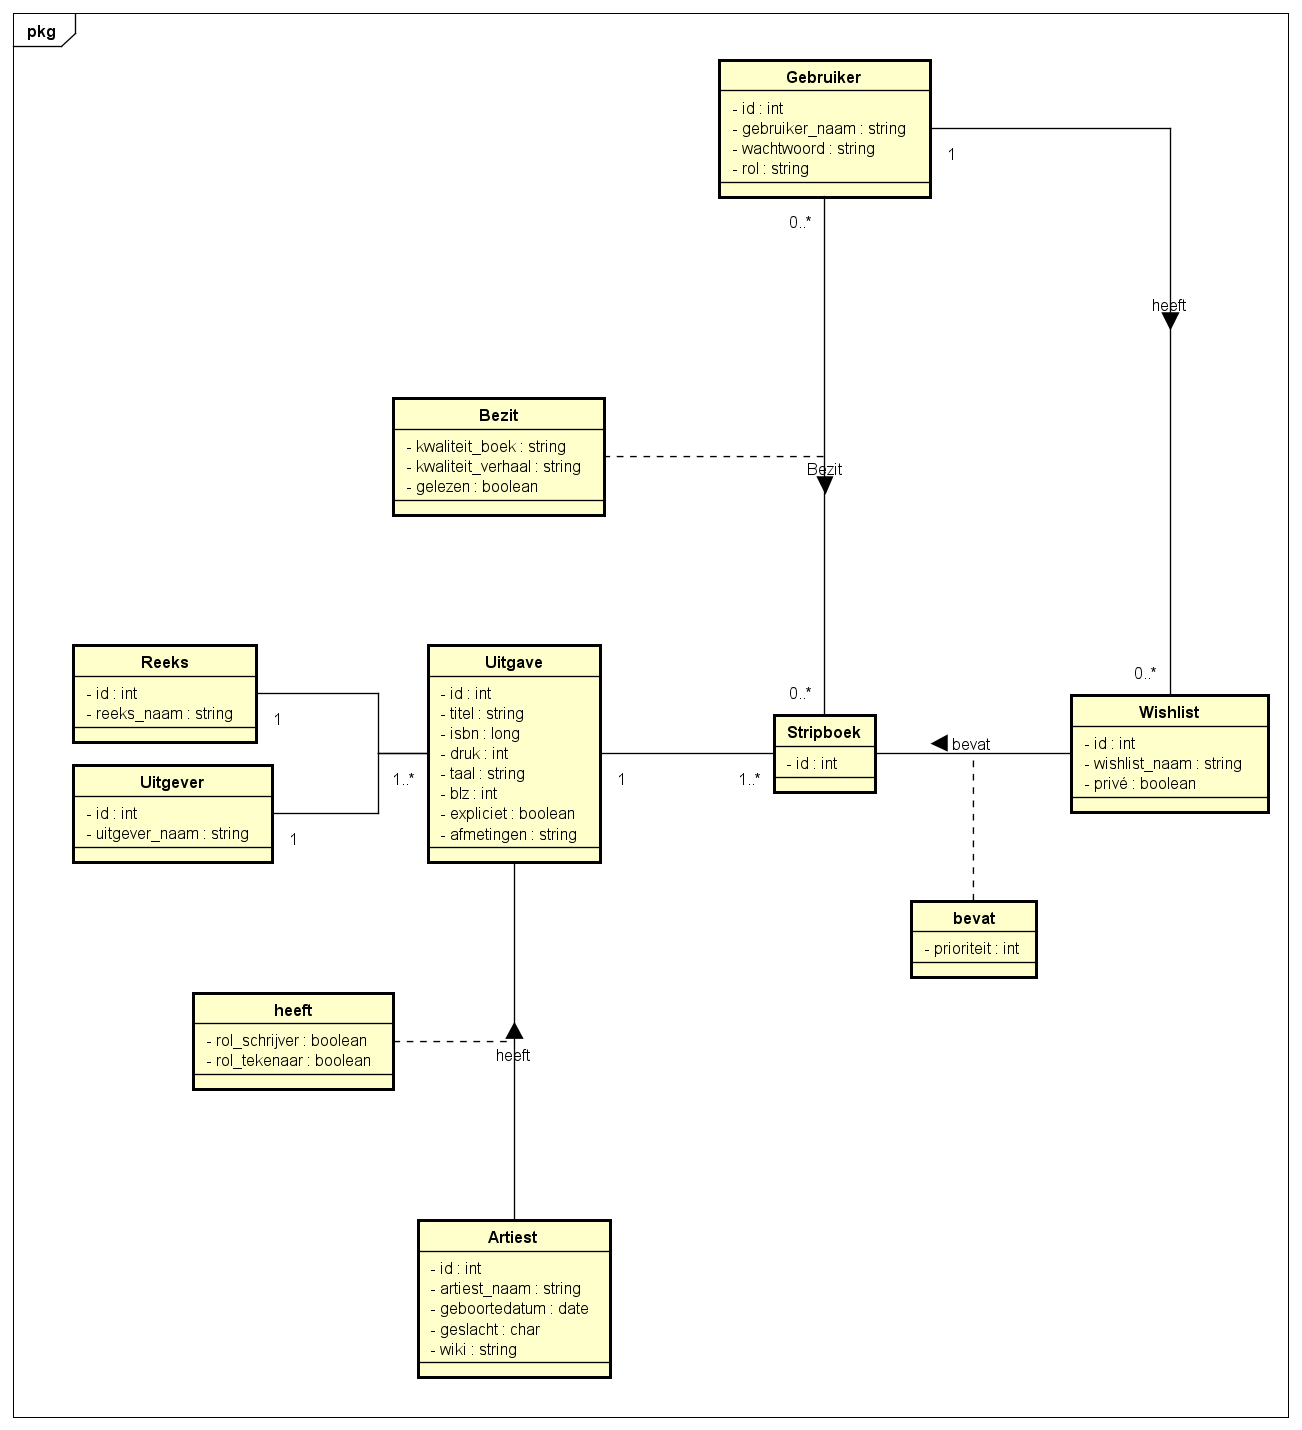 pkg
Gebruiker
- id : int
- gebruiker_naam : string
- wachtwoord : string
- rol : string
1
0..*
heeft
Bezit
- kwaliteit_boek : string
- kwaliteit_verhaal : string
- gelezen : boolean
Bezit
Reeks
- id : int
- reeks_naam : string
1
Uitgever
- id : int
- uitgever_naam : string
1
1..*
Uitgave
- id : int
- titel : string
- isbn : long
- druk : int
- taal : string
- blz : int
- expliciet : boolean
- afmetingen : string
1
1..*
0..*
Stripboek
- id : int
bevat
0..*
Wishlist
- id : int
- wishlist_naam : string
- privé : boolean
bevat
- prioriteit : int
heeft
- rol_schrijver : boolean
- rol_tekenaar : boolean
heeft
Artiest
- id : int
- artiest_naam : string
- geboortedatum : date
- geslacht : char
- wiki : string